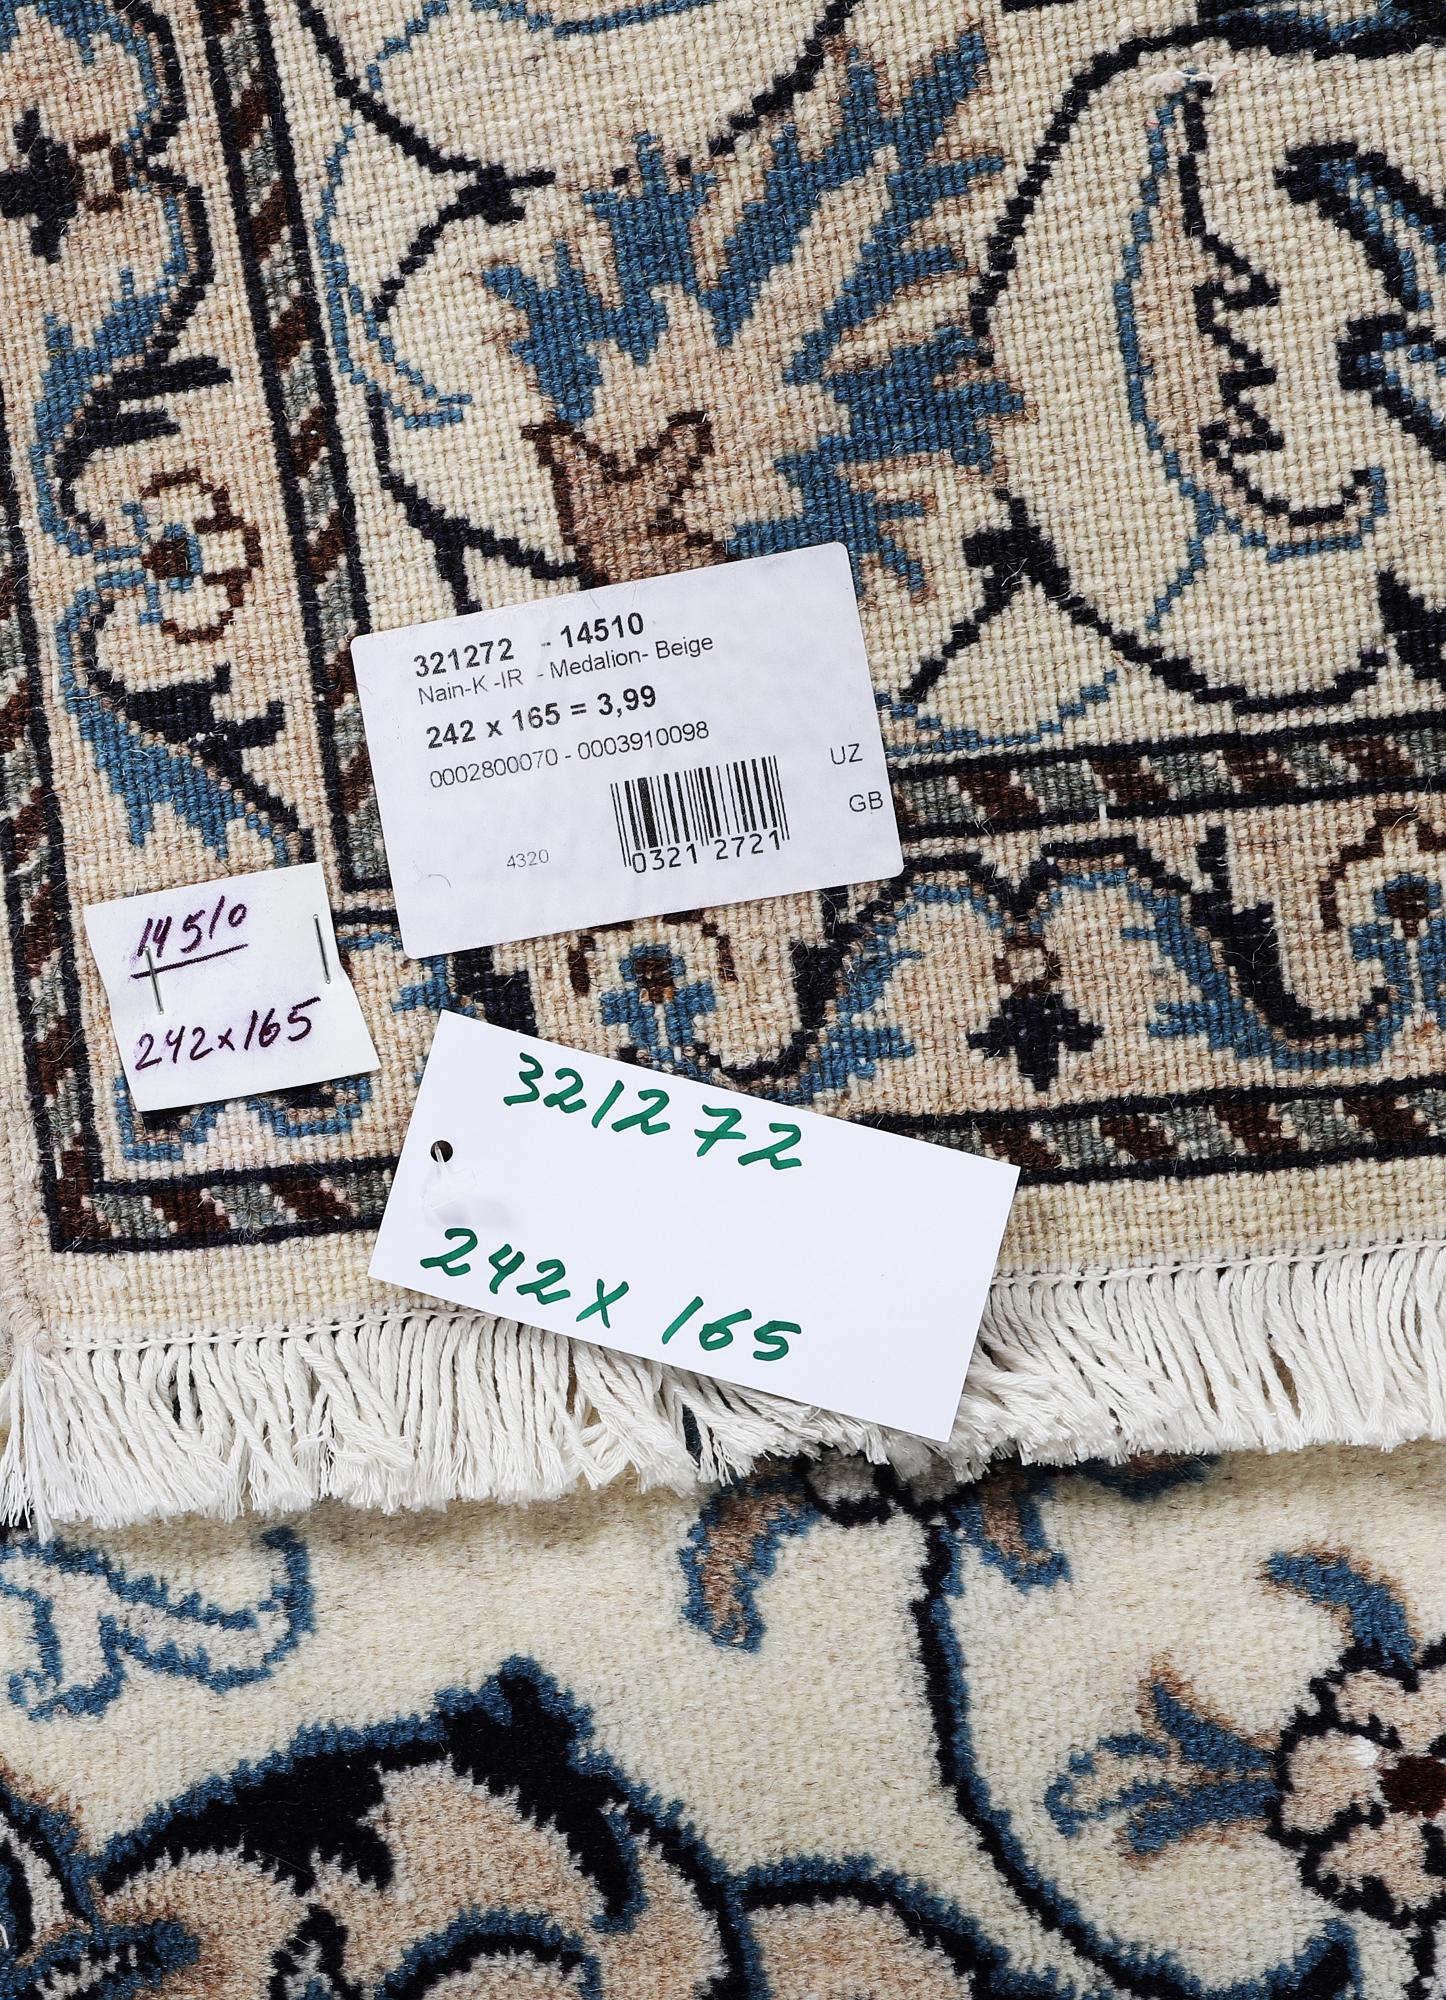 321272 - 14510
Nain-K -IR - Medalion- Beige
242 x 165 = 3,99
0002800070 - 0003910098
UZ
GB
4320
0321 2721
14510
242x165
321272
242 x 165